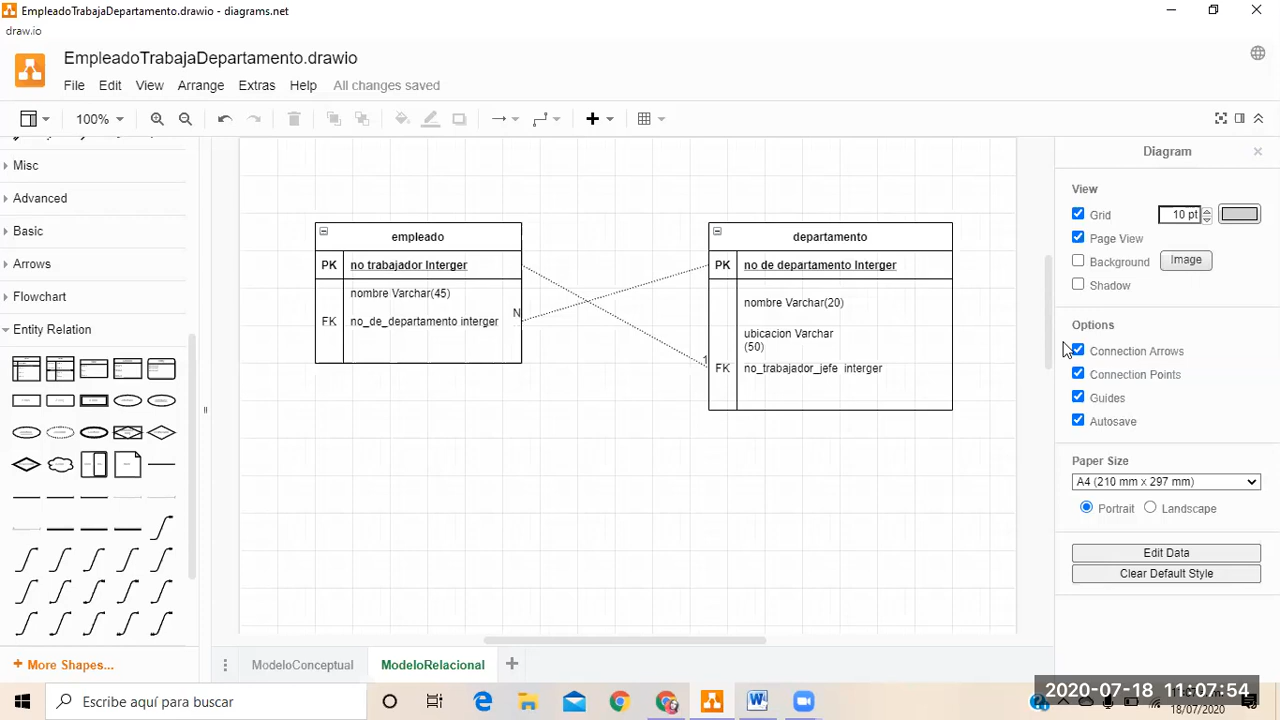 EmpleadoTrabajaDepartamento.drawio - diagrams.net
draw.io
EmpleadoTrabajaDepartamento.drawio
File Edit View Arrange Extras Help All changes saved
100%
Misc
Advanced
Basic
Arrows
Flowchart
Entity Relation
More Shapes...
empleado
PK no trabajador Interger
nombre Varchar(45)
FK no_de_departamento interger
N
1
departamento
PK no de departamento Interger
nombre Varchar(20)
ubicacion Varchar
(50)
FK no_trabajador_jefe interger
Diagram
View
Grid 10 pt
Page View
Background Image
Shadow
Options
Connection Arrows
Connection Points
Guides
Autosave
Paper Size
A4 (210 mm x 297 mm)
Portrait Landscape
Edit Data
Clear Default Style
ModeloConceptual ModeloRelacional
Escribe aquí para buscar
2020-07-18 11:07:54
18/07/2020